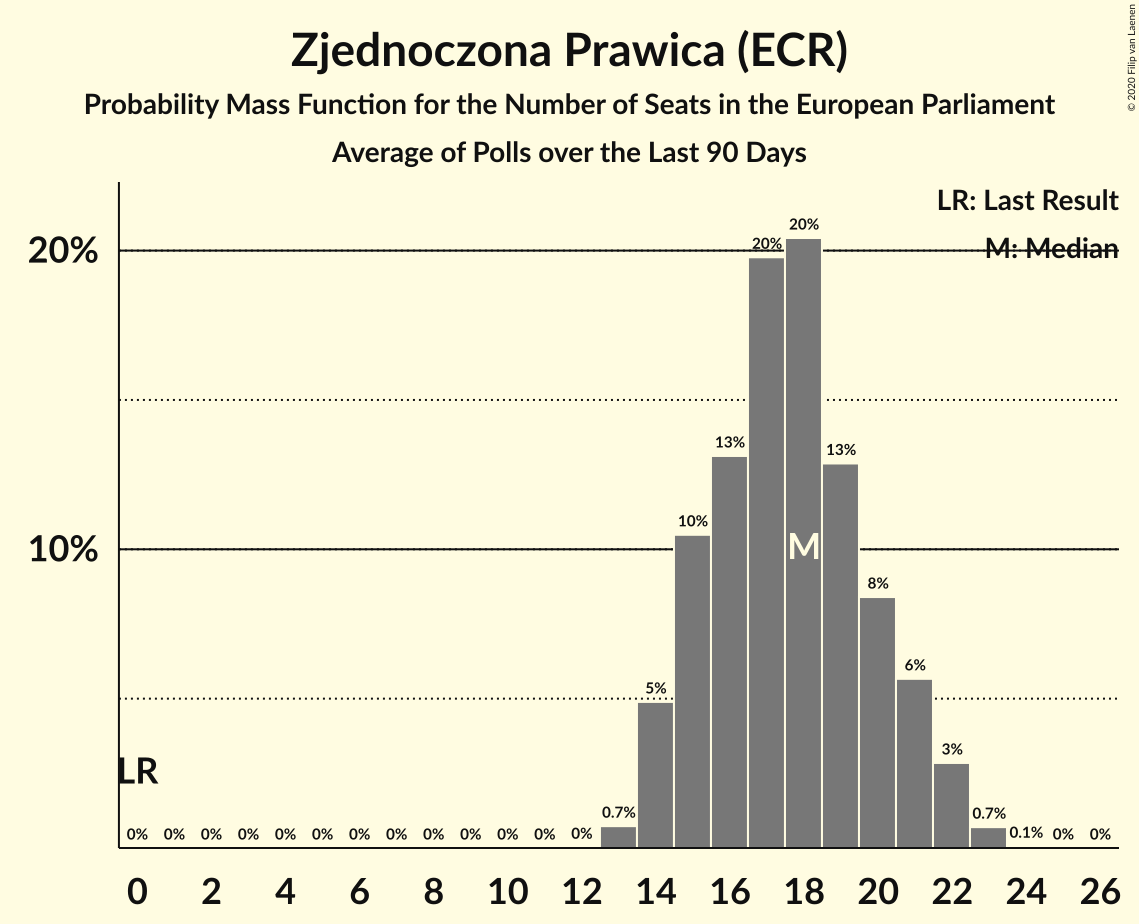 Zjednoczona Prawica (ECR)
Probability Mass Function for the Number of Seats in the European Parliament
Average of Polls over the Last 90 Days
© 2020 Filip van Laenen
LR: Last Result
M: Median
20%
10%
20% 20%
13% 13%
10%
M
8%
6%
5%
3%
LR
0% 0% 0% 0% 0% 0% 0% 0% 0% 0% 0% 0% 0% 0.7% 0.7% 0.1% 0% 0%
0 2 4 6 8 10 12 14 16 18 20 22 24 26